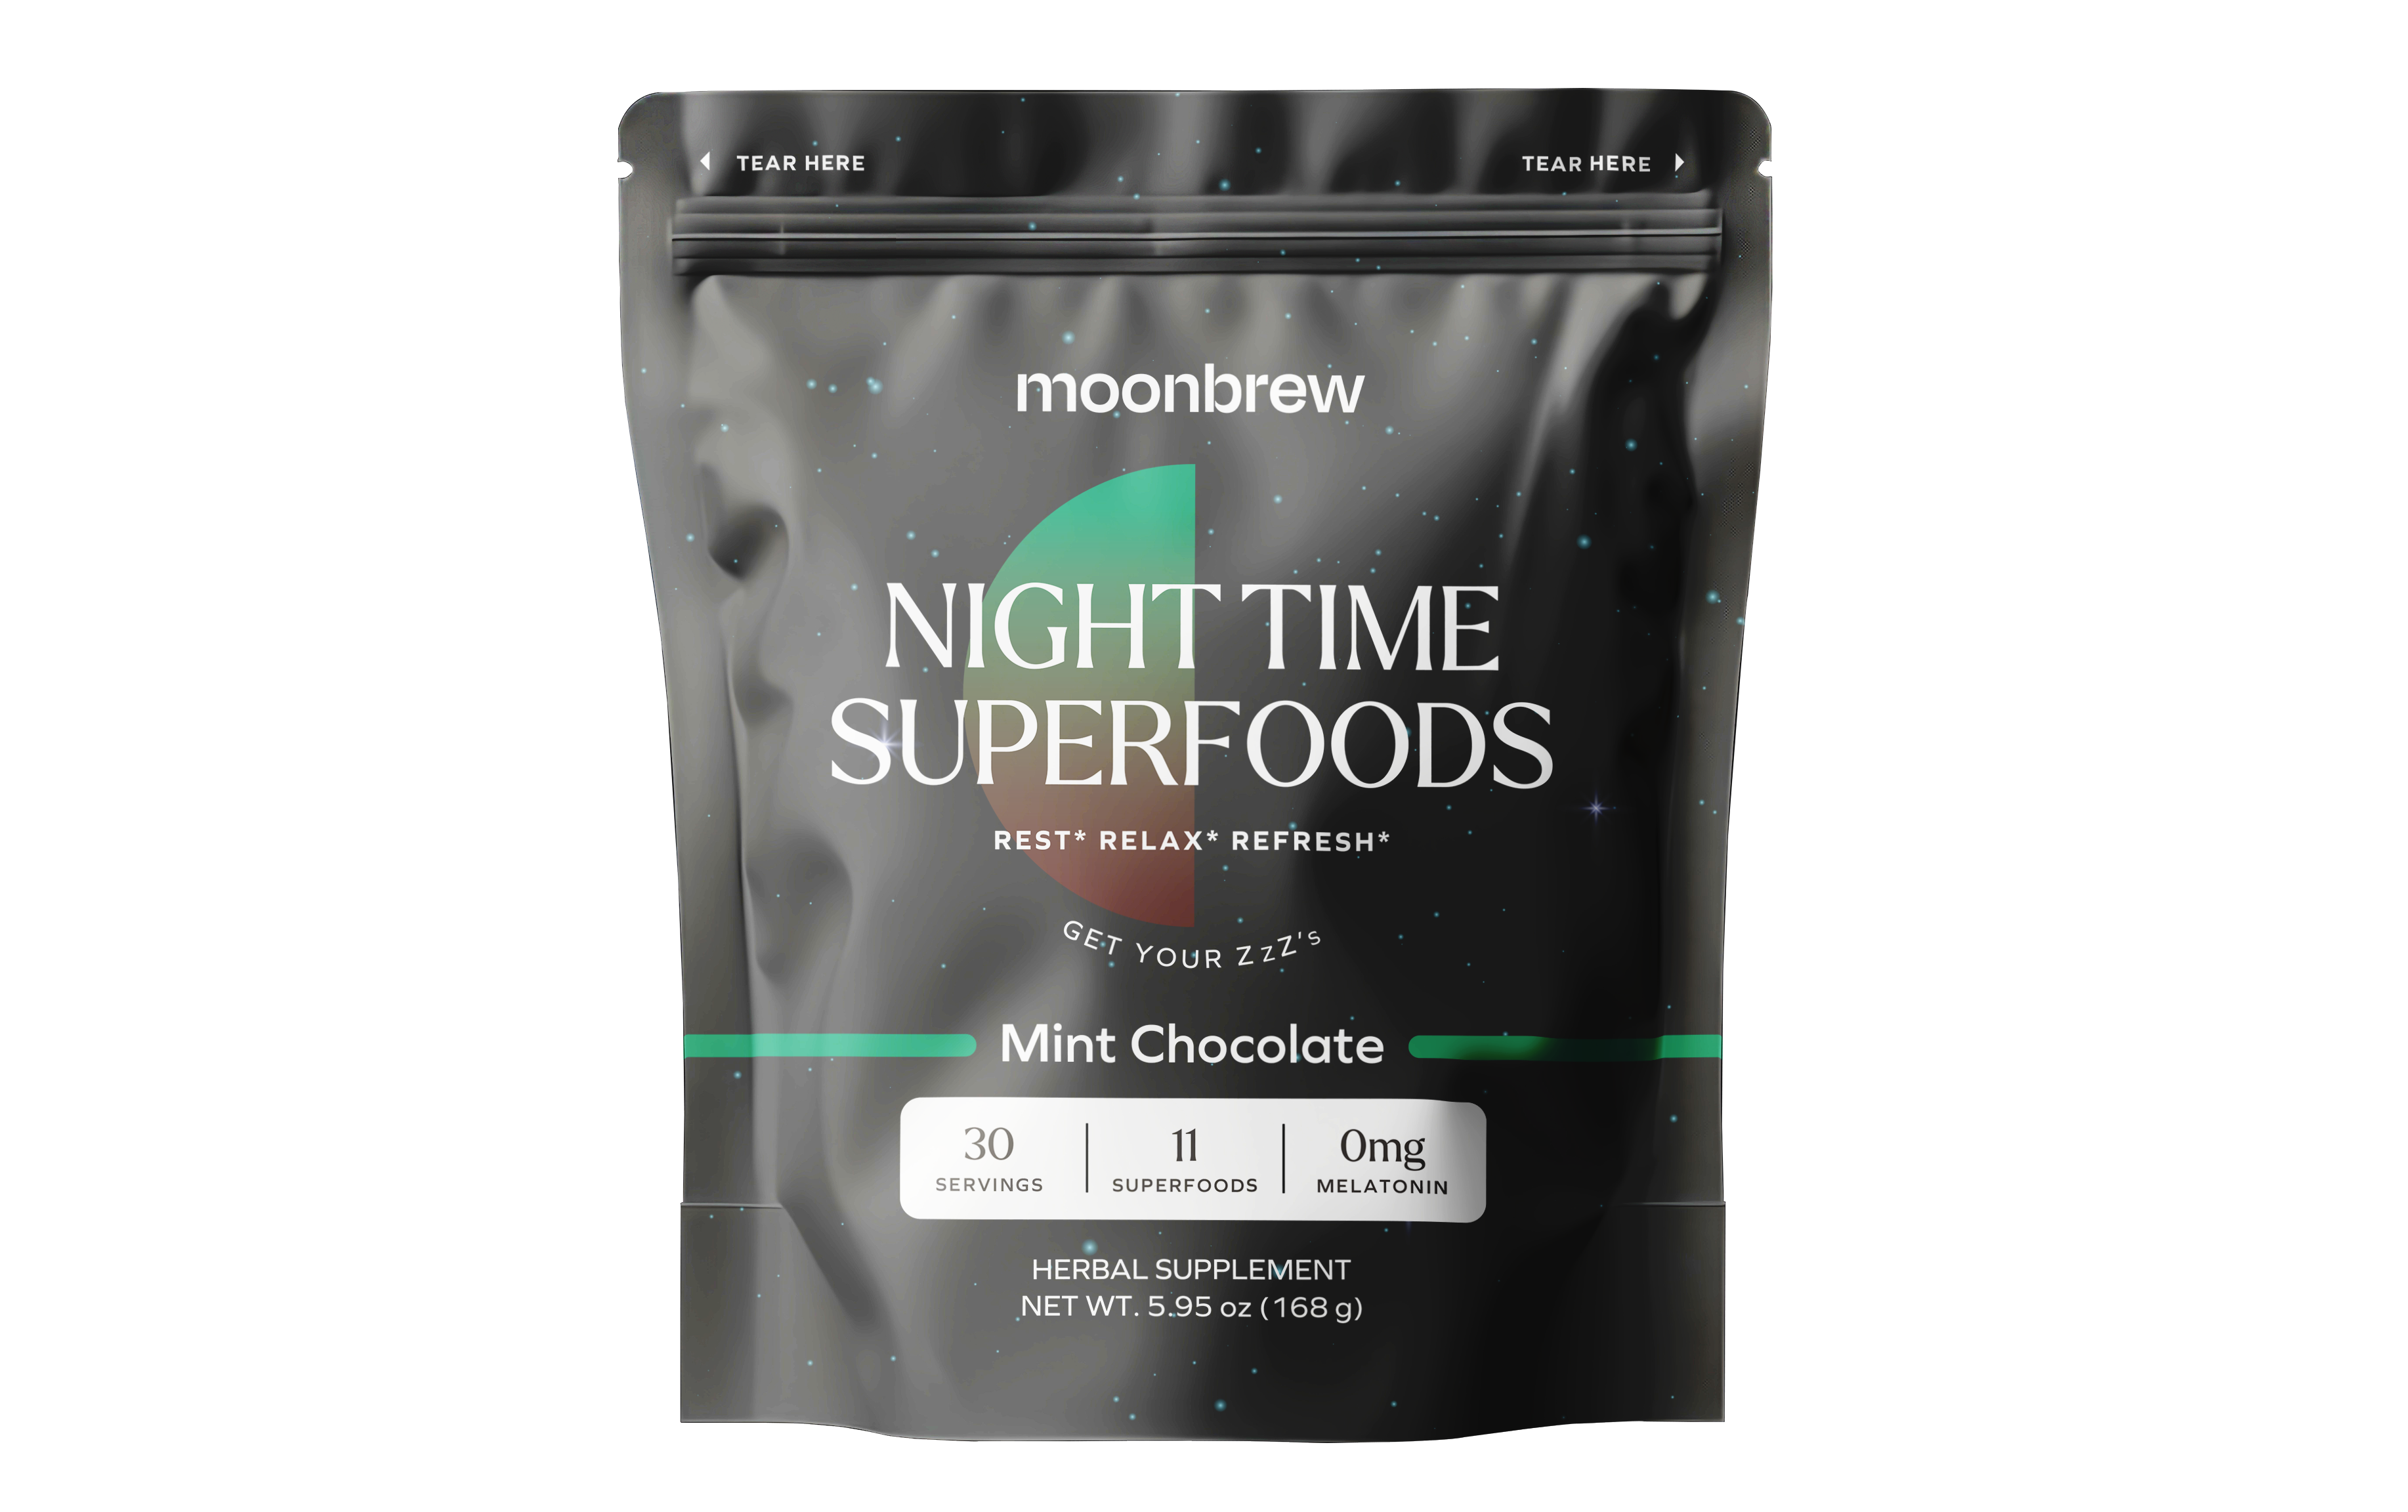 TEAR HERE
TEAR HERE
moonbrew
NIGHT TIME
SUPERFOODS
REST* RELAX* REFRESH*
GET YOUR ZzZ's
Mint Chocolate
30
SERVINGS
11
SUPERFOODS
0mg
MELATONIN
HERBAL SUPPLEMENT
NET WT. 5.95 oz (168 g)